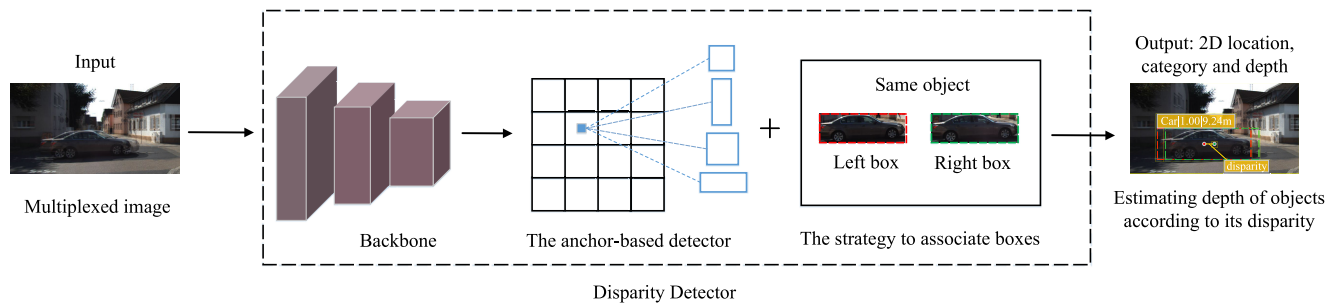 Input
Multiplexed image
Backbone
The anchor-based detector
+
Same object
Left box
Right box
The strategy to associate boxes
Disparity Detector
Output: 2D location,
category and depth
Car|1.00|9.24m
disparity
Estimating depth of objects
according to its disparity